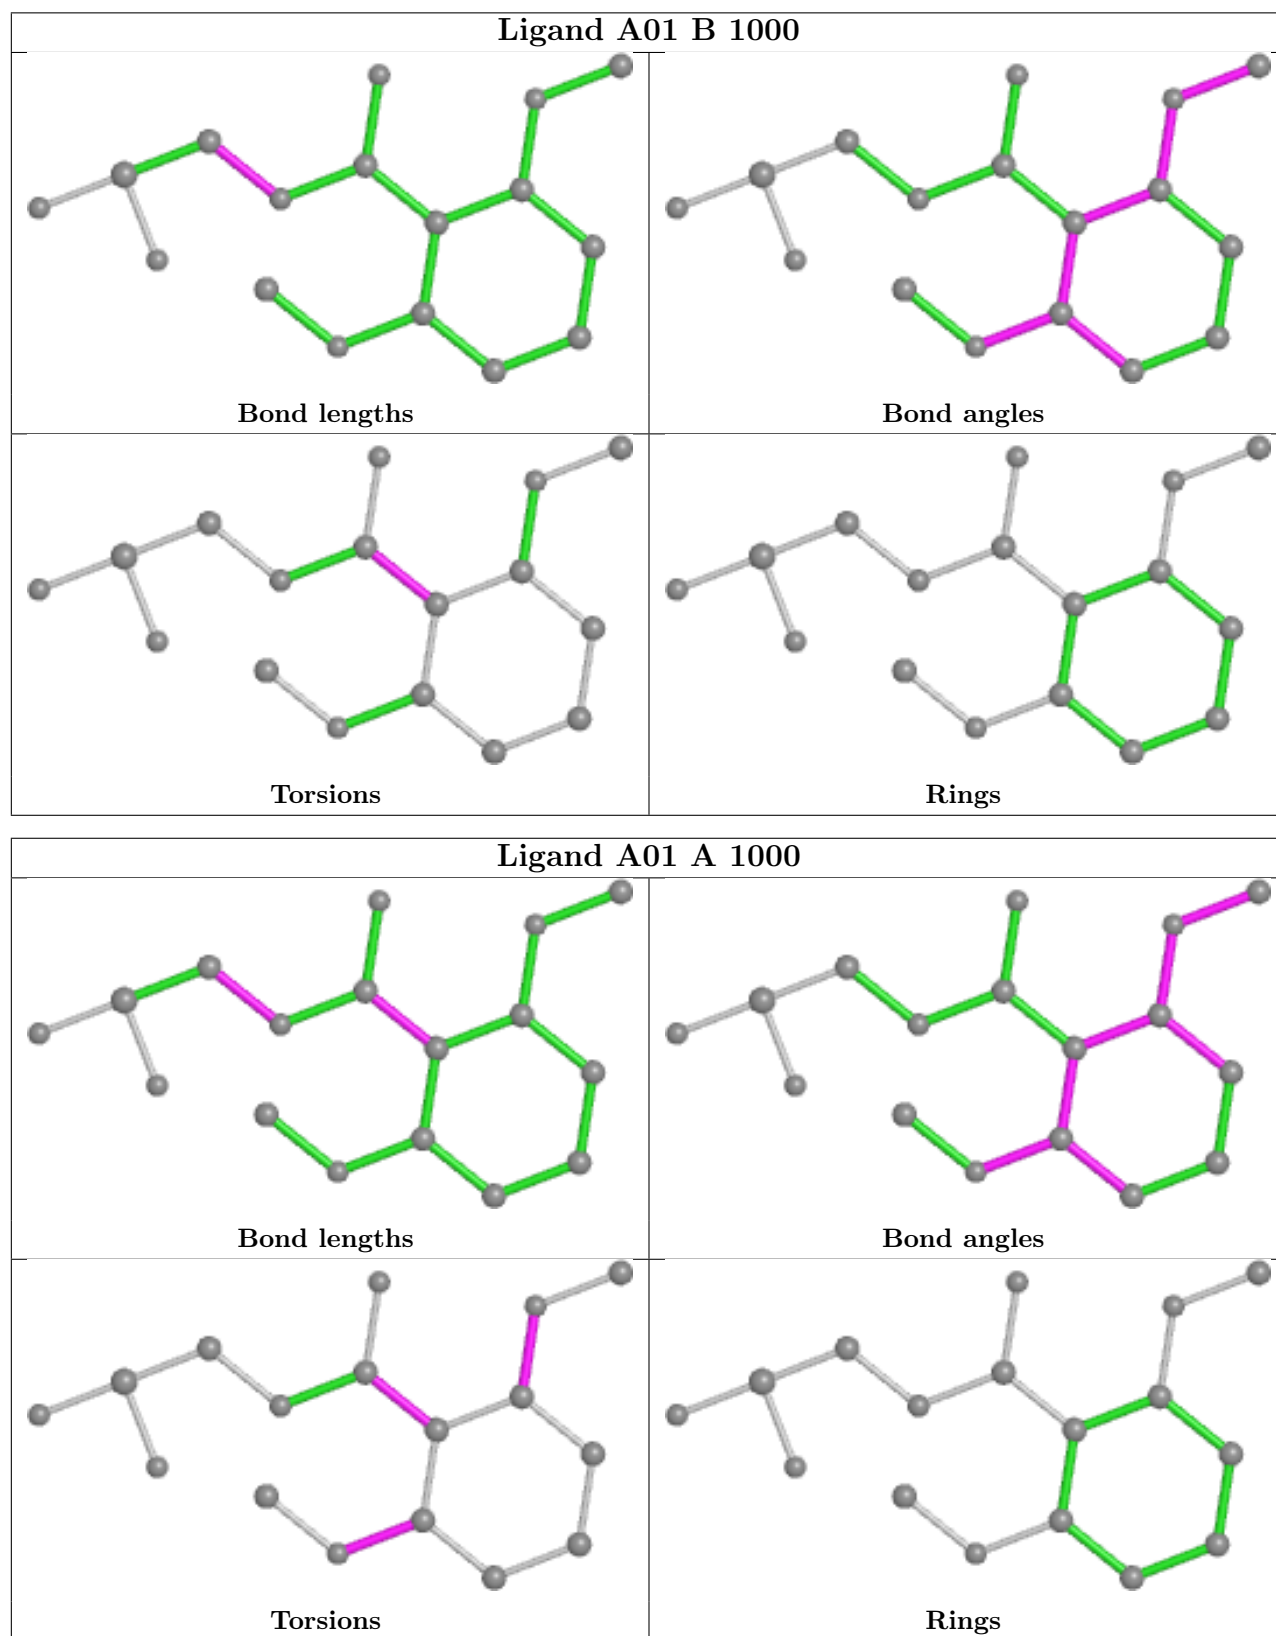 Ligand A01 B 1000
Bond lengths
Bond angles
Torsions
Rings
Ligand A01 A 1000
Bond lengths
Bond angles
Torsions
Rings